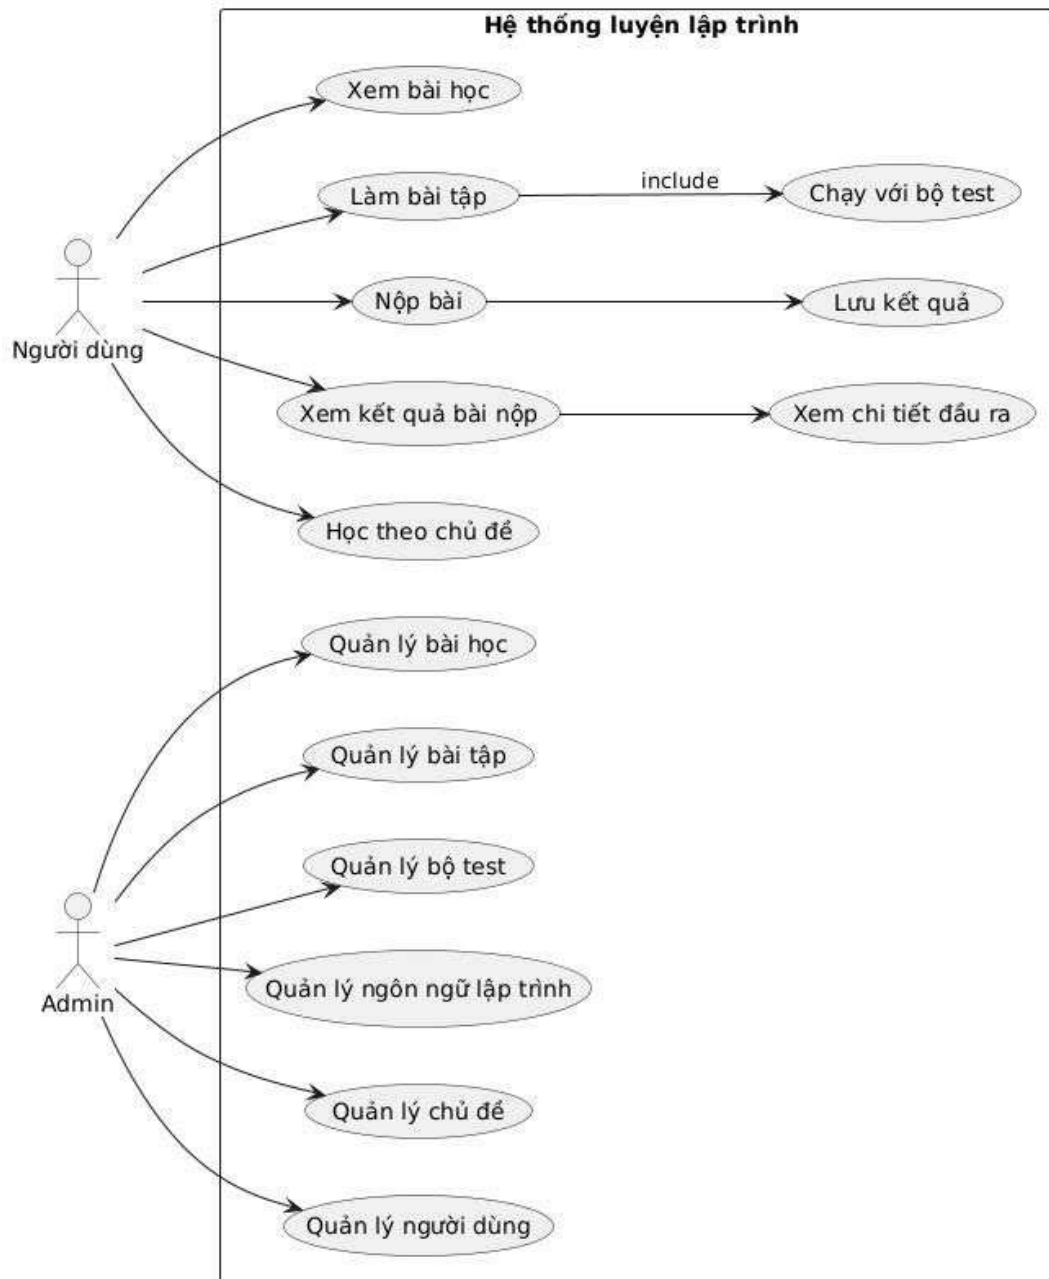 Hệ thống luyện lập trình
Xem bài học
Làm bài tập
include
Chạy với bộ test
Nộp bài
Lưu kết quả
Người dùng
Xem kết quả bài nộp
Xem chi tiết đầu ra
Học theo chủ đề
Quản lý bài học
Quản lý bài tập
Quản lý bộ test
Quản lý ngôn ngữ lập trình
Admin
Quản lý chủ đề
Quản lý người dùng